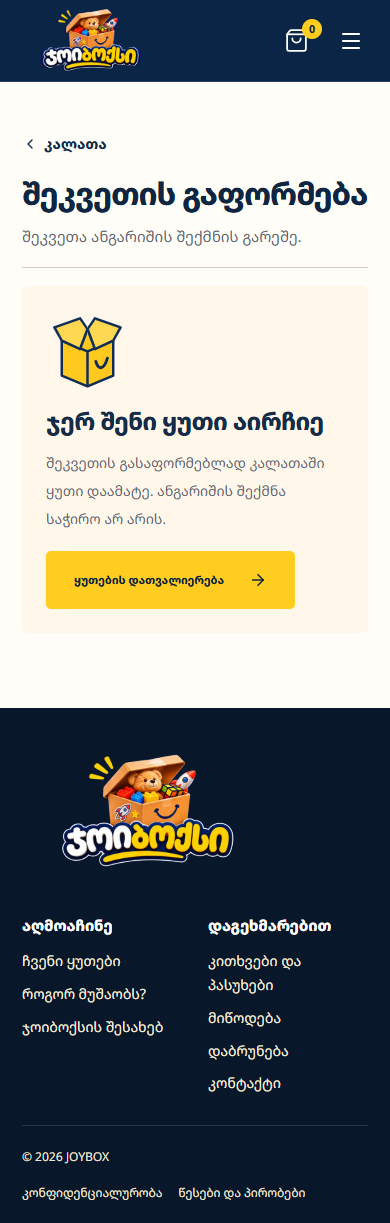 ჯოიბოქსი
0
კალათა
შეკვეთის გაფორმება
შეკვეთა ანგარიშის შექმნის გარეშე.
ჯერ შენი ყუთი აირჩიე
შეკვეთის გასაფორმებლად კალათაში
ყუთი დაამატე. ანგარიშის შექმნა
საჭირო არ არის.
ყუთების დათვალიერება
ჯოიბოქსი
აღმოაჩინე
ჩვენი ყუთები
როგორ მუშაობს?
ჯოიბოქსის შესახებ
დაგეხმარებით
კითხვები და
პასუხები
მიწოდება
დაბრუნება
კონტაქტი
© 2026 JOYBOX
კონფიდენციალურობა წესები და პირობები